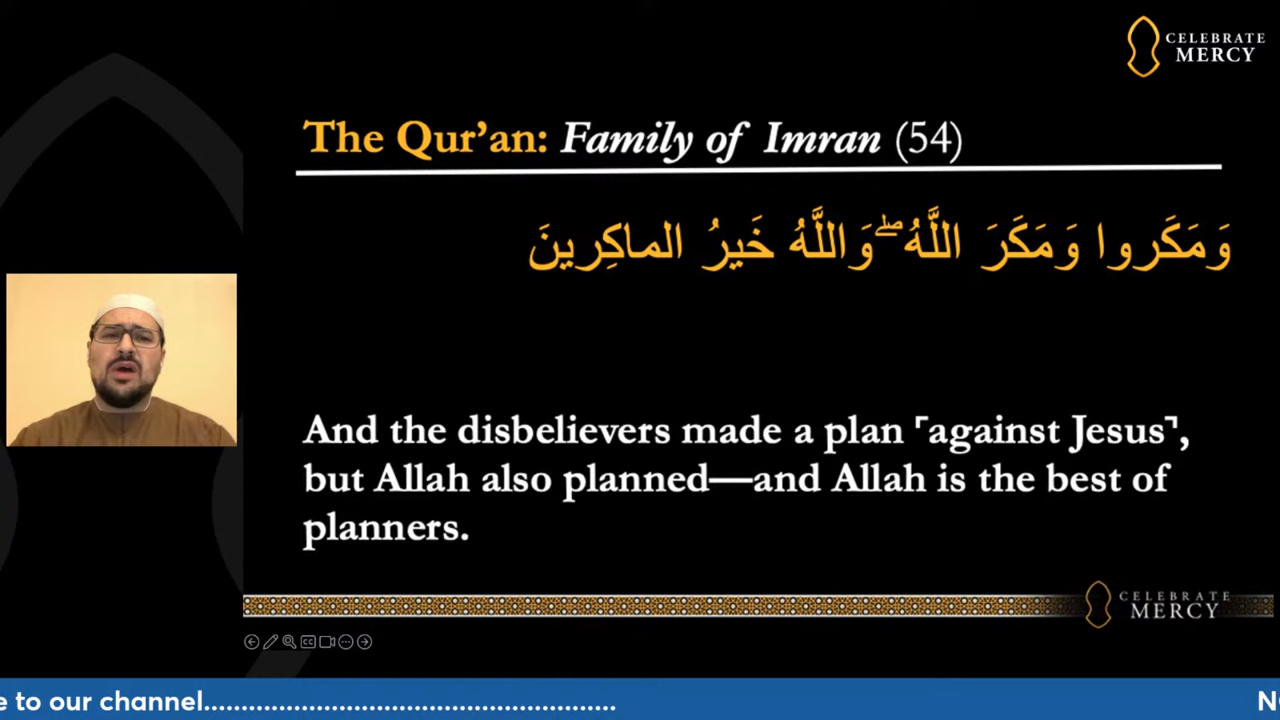 CELEBRATE
MERCY
The Qur’an: Family of Imran (54)
وَمَكَروا وَمَكَرَ اللَّهُ ۖ وَاللَّهُ خَيرُ الماكِرينَ
And the disbelievers made a plan ⌜against Jesus⌝,
but Allah also planned—and Allah is the best of
planners.
CELEBRATE
MERCY
e to our channel......................................................